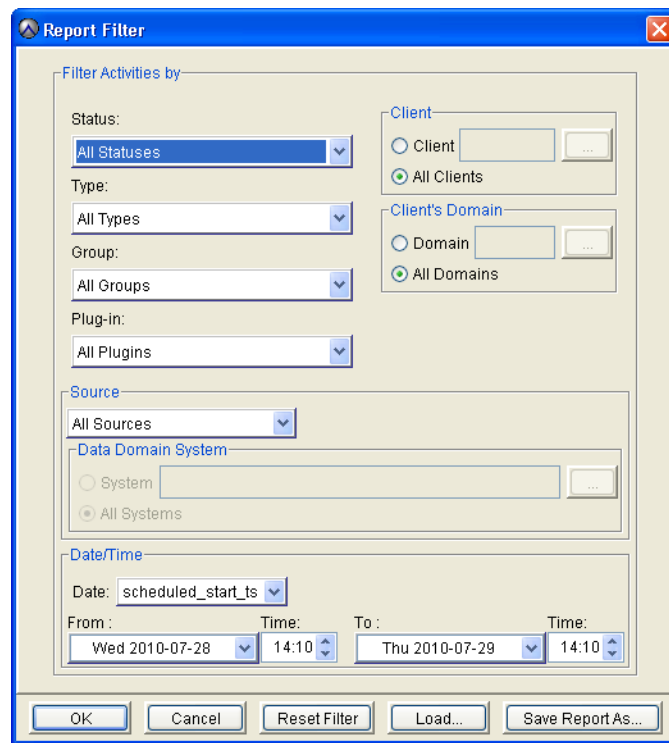 Report Filter
Filter Activities by
Status:
All Statuses
Type:
All Types
Group:
All Groups
Plug-in:
All Plugins
Client
Client ...
All Clients
Client's Domain
Domain ...
All Domains
Source
All Sources
Data Domain System
System ...
All Systems
Date/Time
Date: scheduled_start_ts
From : Time: To : Time:
Wed 2010-07-28 14:10 Thu 2010-07-29 14:10
OK Cancel Reset Filter Load... Save Report As...